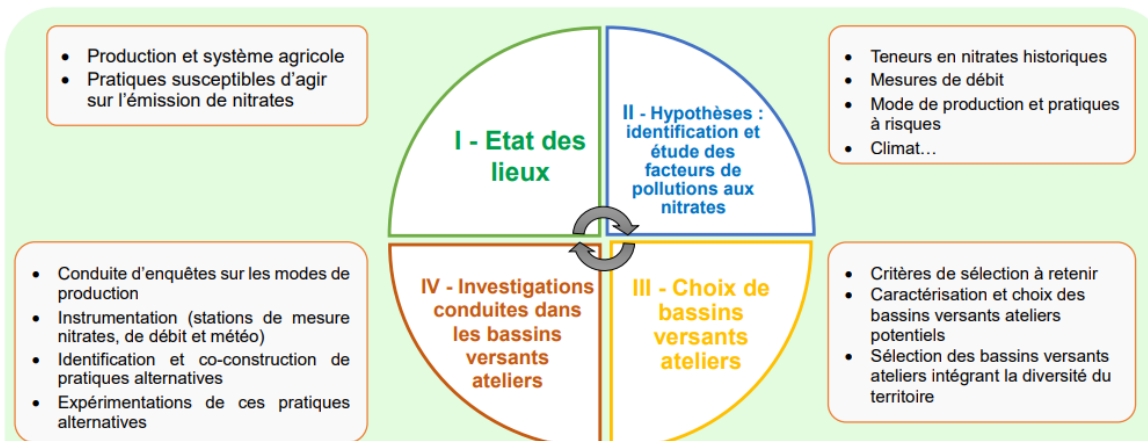 • Production et système agricole
• Pratiques susceptibles d'agir
sur l'émission de nitrates
I - Etat des
lieux
II - Hypothèses :
identification et
étude des
facteurs de
pollutions aux
nitrates
• Teneurs en nitrates historiques
• Mesures de débit
• Mode de production et pratiques
à risques
• Climat…
• Conduite d'enquêtes sur les modes de
production
• Instrumentation (stations de mesure
nitrates, de débit et météo)
• Identification et co-construction de
pratiques alternatives
• Expérimentations de ces pratiques
alternatives
IV - Investigations
conduites dans
les bassins
versants
ateliers
III - Choix de
bassins
versants
ateliers
• Critères de sélection à retenir
• Caractérisation et choix des
bassins versants ateliers
potentiels
• Sélection des bassins versants
ateliers intégrant la diversité du
territoire